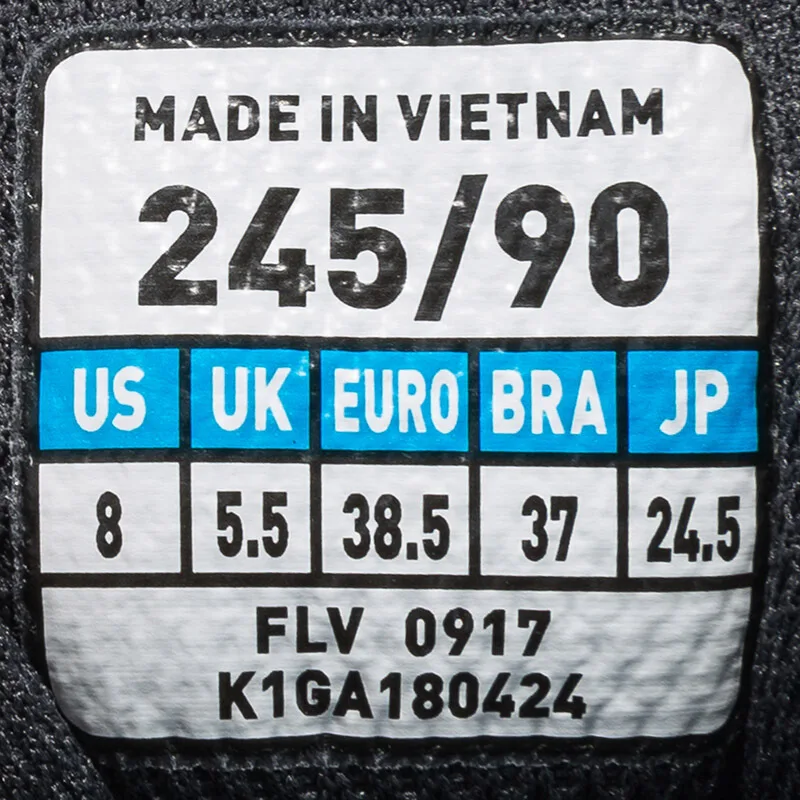 MADE IN VIETNAM
245/90
US UK EURO BRA JP
8 5.5 38.5 37 24.5
FLV 0917
K1GA180424